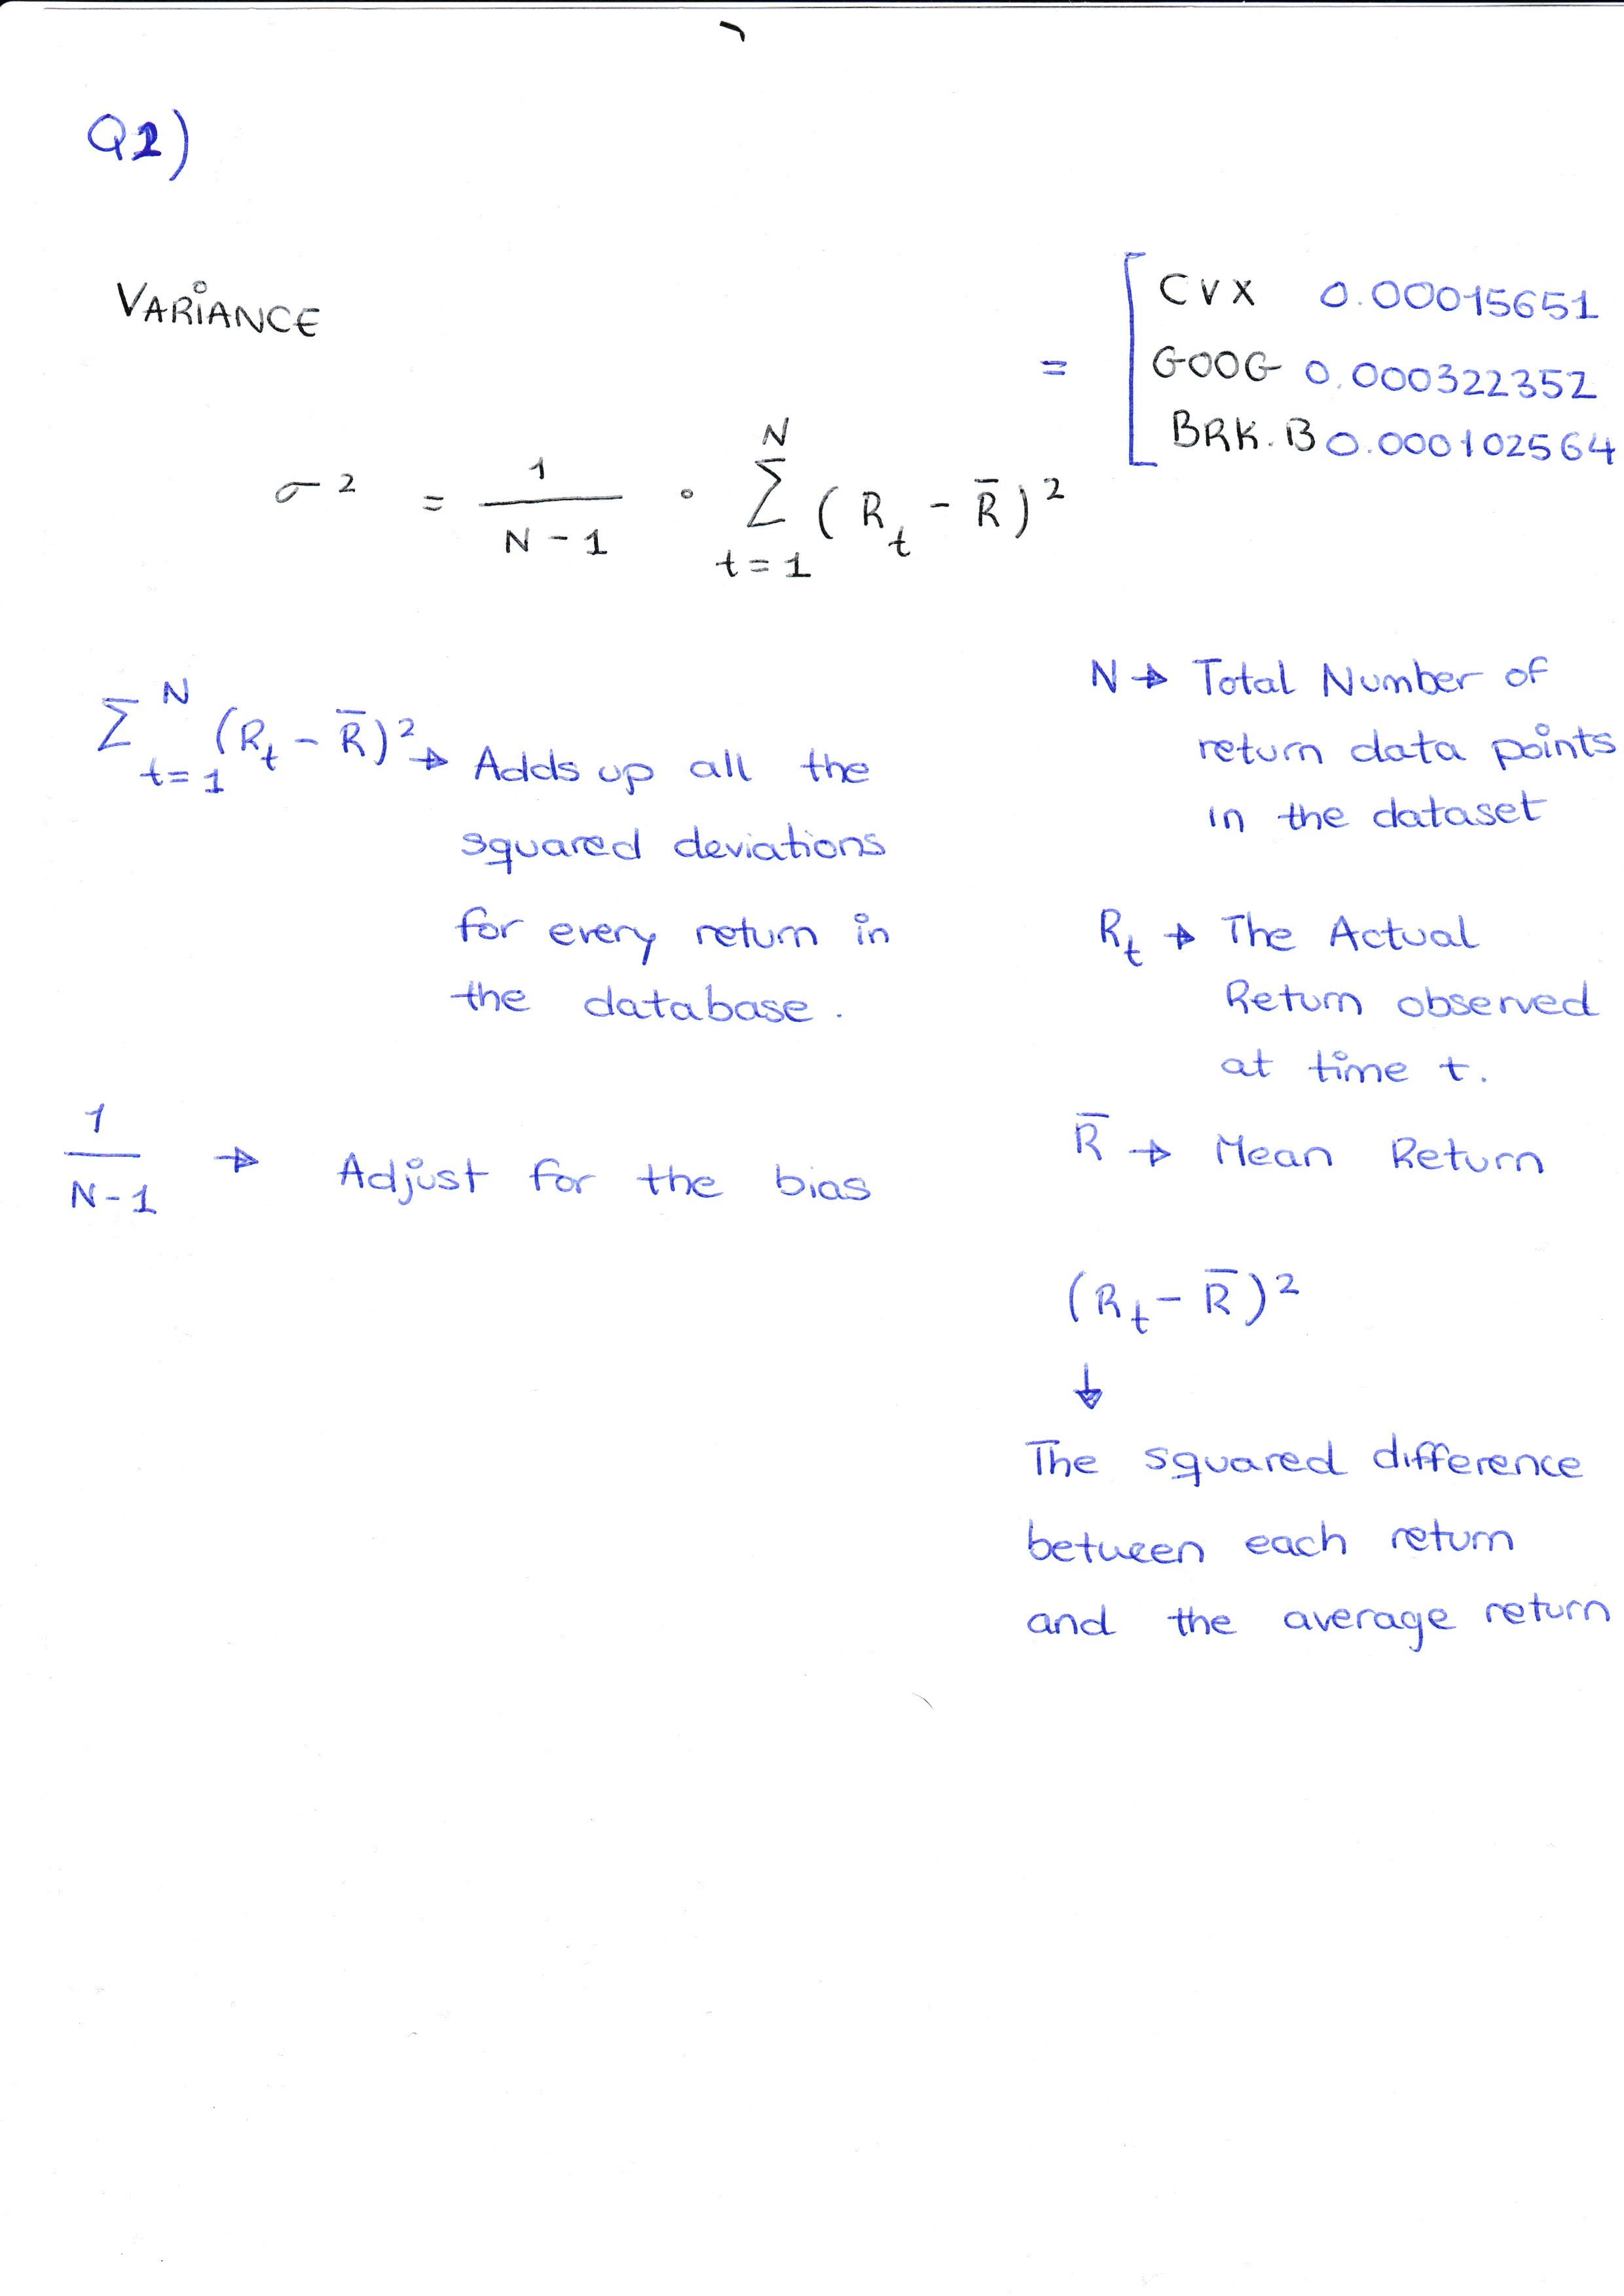 Q2)
VARIANCE
= [ CVX 0.00015651
GOOG 0.000322352
BRK.B 0.000102564
σ² = 1/(N-1) · Σ_{t=1}^{N} (R_t - R̄)²
Σ_{t=1}^{N} (R_t - R̄)² → Adds up all the
squared deviations
for every return in
the database.
1/(N-1) → Adjust for the bias
N → Total Number of
return data points
in the dataset
R_t → The Actual
Return observed
at time t.
R̄ → Mean Return
(R_t - R̄)²
↓
The squared difference
between each return
and the average return